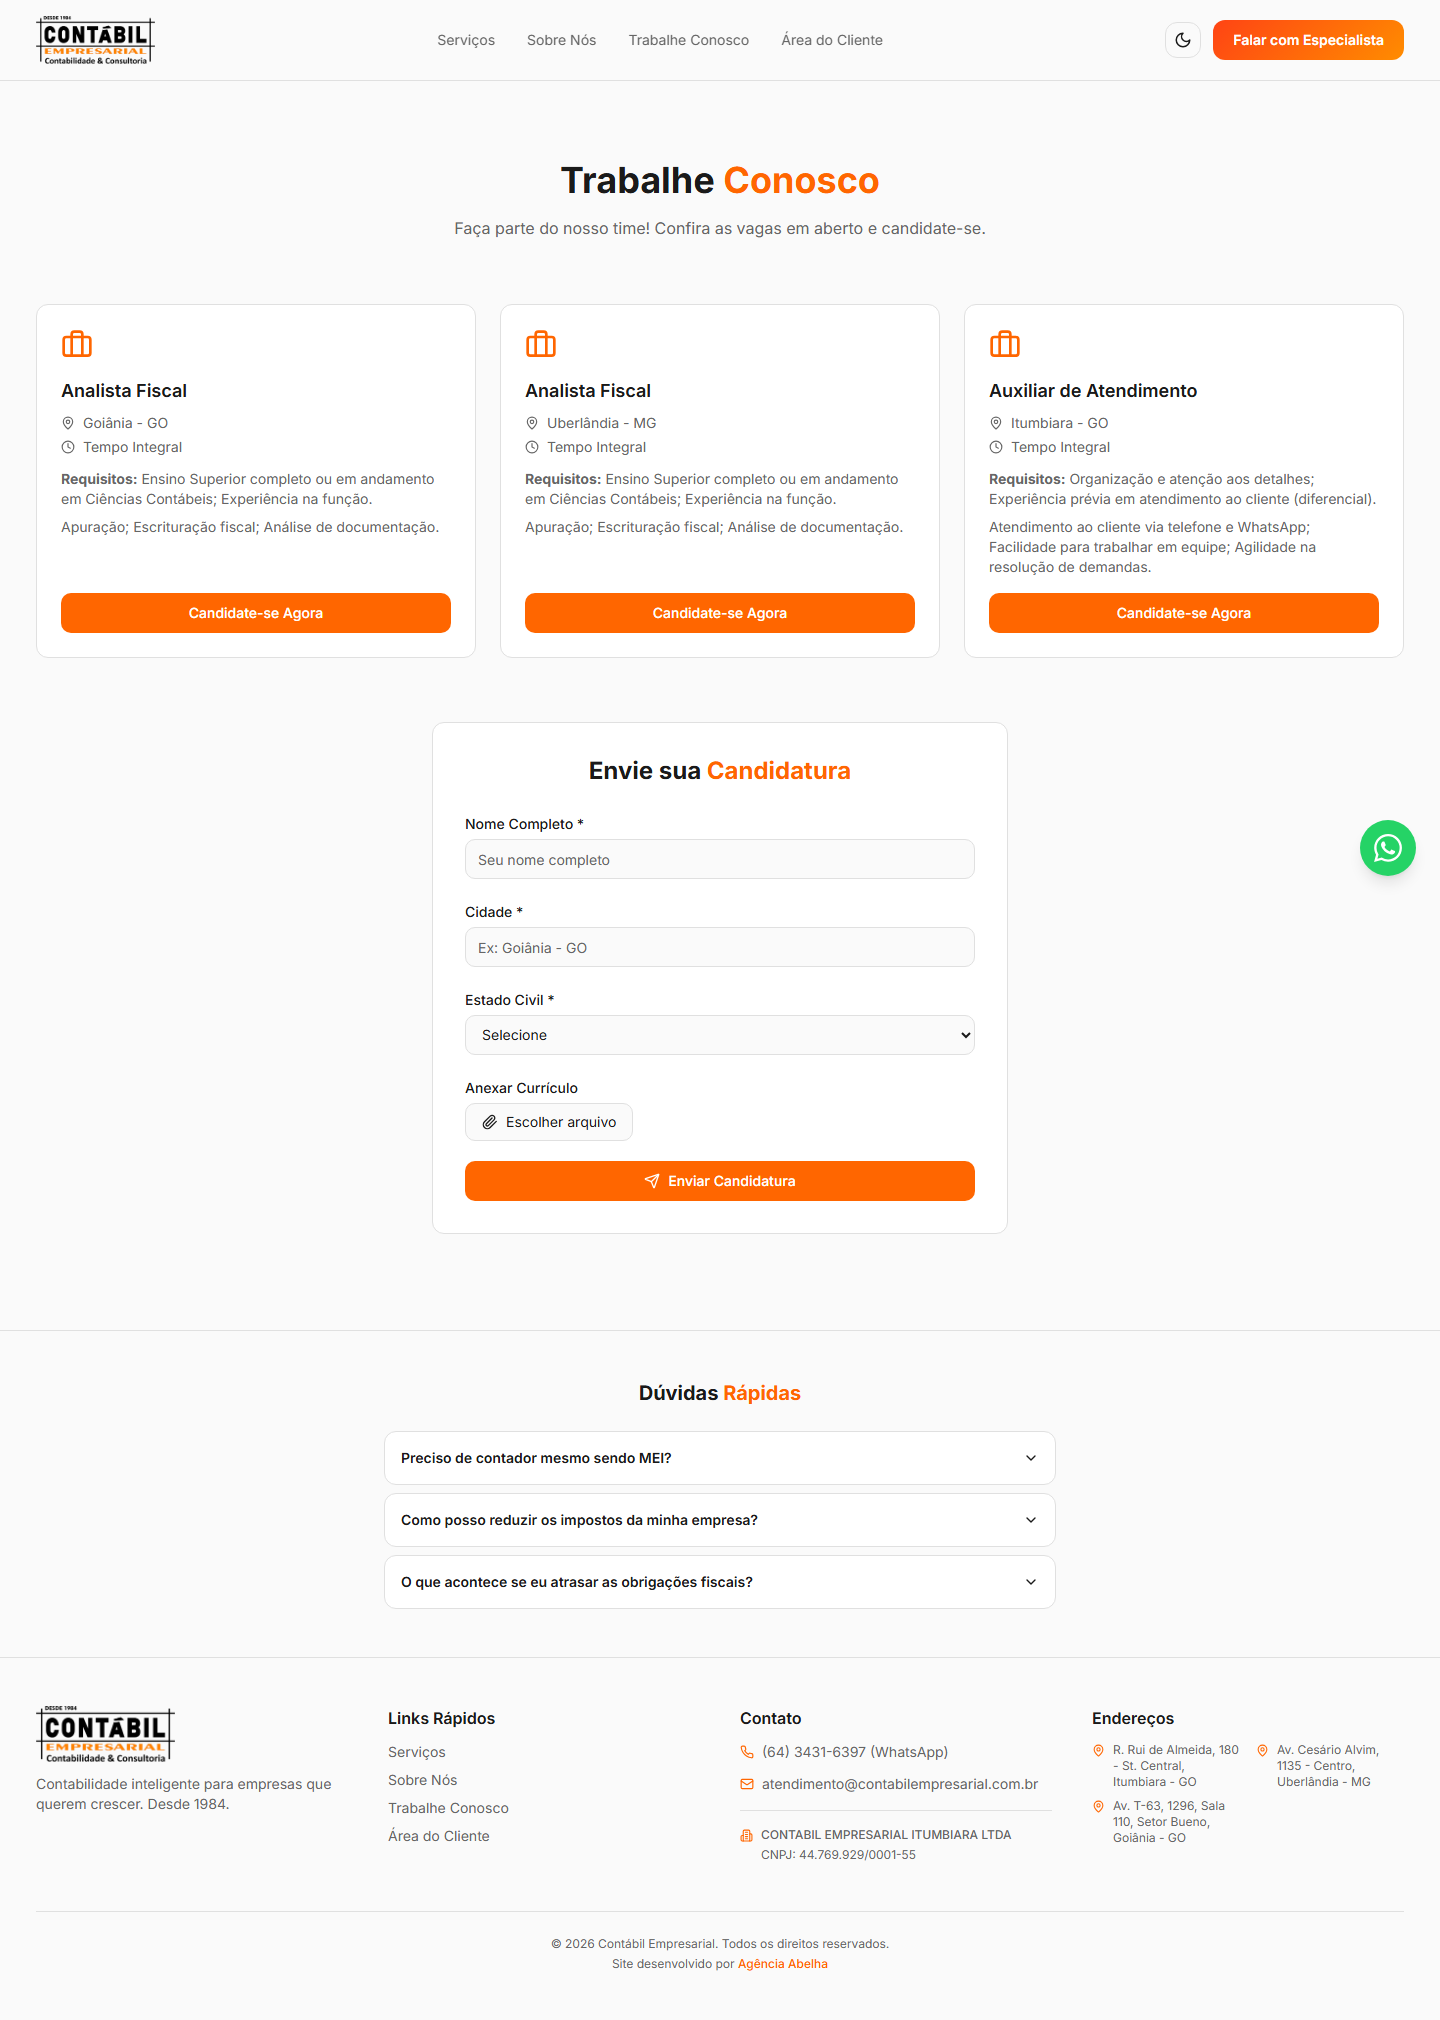 DESDE 1984
CONTÁBIL
EMPRESARIAL
Contabilidade & Consultoria
Serviços
Sobre Nós
Trabalhe Conosco
Área do Cliente
Falar com Especialista
Trabalhe Conosco
Faça parte do nosso time! Confira as vagas em aberto e candidate-se.
Analista Fiscal
Goiânia - GO
Tempo Integral
Requisitos: Ensino Superior completo ou em andamento
em Ciências Contábeis; Experiência na função.
Apuração; Escrituração fiscal; Análise de documentação.
Candidate-se Agora
Analista Fiscal
Uberlândia - MG
Tempo Integral
Requisitos: Ensino Superior completo ou em andamento
em Ciências Contábeis; Experiência na função.
Apuração; Escrituração fiscal; Análise de documentação.
Candidate-se Agora
Auxiliar de Atendimento
Itumbiara - GO
Tempo Integral
Requisitos: Organização e atenção aos detalhes;
Experiência prévia em atendimento ao cliente (diferencial).
Atendimento ao cliente via telefone e WhatsApp;
Facilidade para trabalhar em equipe; Agilidade na
resolução de demandas.
Candidate-se Agora
Envie sua Candidatura
Nome Completo *
Seu nome completo
Cidade *
Ex: Goiânia - GO
Estado Civil *
Selecione
Anexar Currículo
Escolher arquivo
Enviar Candidatura
Dúvidas Rápidas
Preciso de contador mesmo sendo MEI?
Como posso reduzir os impostos da minha empresa?
O que acontece se eu atrasar as obrigações fiscais?
DESDE 1984
CONTÁBIL
EMPRESARIAL
Contabilidade & Consultoria
Contabilidade inteligente para empresas que
querem crescer. Desde 1984.
Links Rápidos
Serviços
Sobre Nós
Trabalhe Conosco
Área do Cliente
Contato
(64) 3431-6397 (WhatsApp)
atendimento@contabilempresarial.com.br
CONTABIL EMPRESARIAL ITUMBIARA LTDA
CNPJ: 44.769.929/0001-55
Endereços
R. Rui de Almeida, 180
- St. Central,
Itumbiara - GO
Av. Cesário Alvim,
1135 - Centro,
Uberlândia - MG
Av. T-63, 1296, Sala
110, Setor Bueno,
Goiânia - GO
© 2026 Contábil Empresarial. Todos os direitos reservados.
Site desenvolvido por Agência Abelha